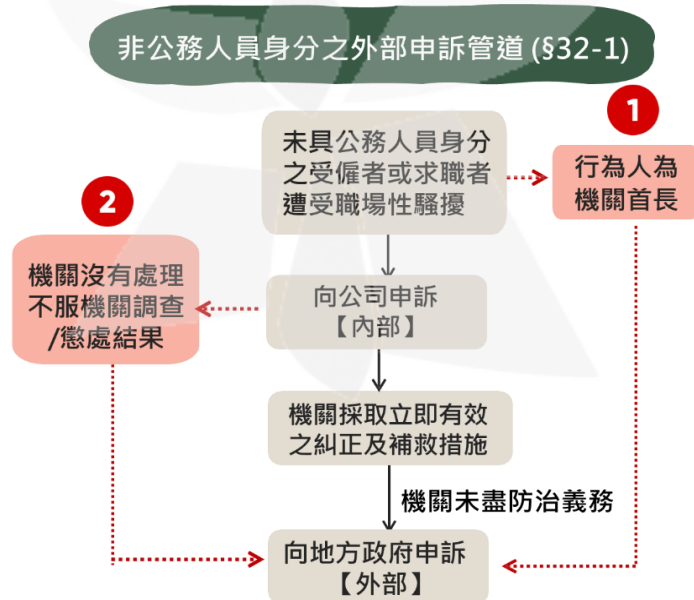 非公務人員身分之外部申訴管道 (§32-1)
1
未具公務人員身分
之受僱者或求職者
遭受職場性騷擾
行為人為
機關首長
2
機關沒有處理
不服機關調查
/懲處結果
向公司申訴
【內部】
機關採取立即有效
之糾正及補救措施
機關未盡防治義務
向地方政府申訴
【外部】